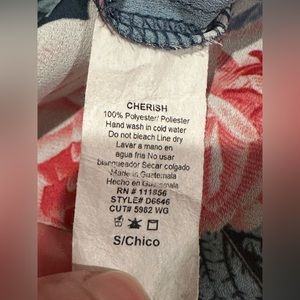 CHERISH
100% Polyester/ Poliester
Hand wash in cold water
Do not bleach Line dry
Lavar a mano en
agua fria No usar
blanqueador Secar colgado
Made in Guatemala
Hecho en Guatemala
RN # 111856
STYLE# D6646
CUT# 5982 WG
S/Chico